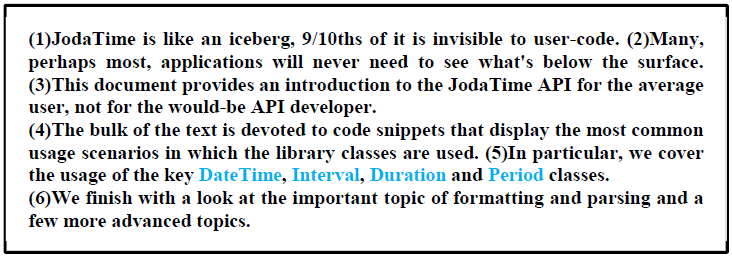 (1)JodaTime is like an iceberg, 9/10ths of it is invisible to user-code. (2)Many,
perhaps most, applications will never need to see what's below the surface.
(3)This document provides an introduction to the JodaTime API for the average
user, not for the would-be API developer.
(4)The bulk of the text is devoted to code snippets that display the most common
usage scenarios in which the library classes are used. (5)In particular, we cover
the usage of the key DateTime, Interval, Duration and Period classes.
(6)We finish with a look at the important topic of formatting and parsing and a
few more advanced topics.